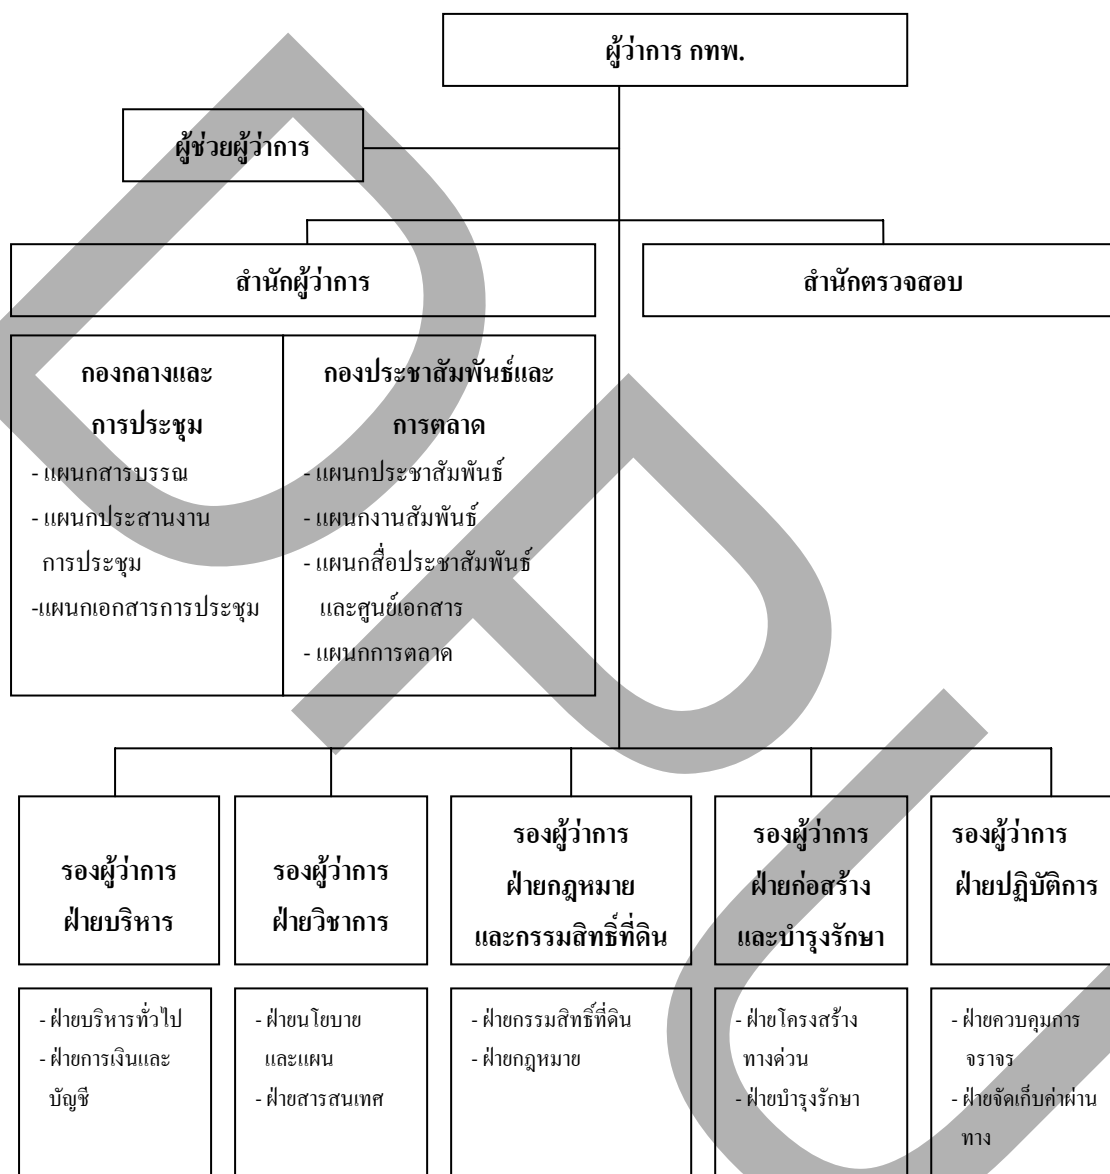 ผู้ว่าการ กทพ.
ผู้ช่วยผู้ว่าการ
สำนักผู้ว่าการ
สำนักตรวจสอบ
กองกลางและ
การประชุม
- แผนกสารบรรณ
- แผนกประสานงาน
การประชุม
-แผนกเอกสารการประชุม
กองประชาสัมพันธ์และ
การตลาด
- แผนกประชาสัมพันธ์
- แผนกงานสัมพันธ์
- แผนกสื่อประชาสัมพันธ์
และศูนย์เอกสาร
- แผนกการตลาด
รองผู้ว่าการ
ฝ่ายบริหาร
รองผู้ว่าการ
ฝ่ายวิชาการ
รองผู้ว่าการ
ฝ่ายกฎหมาย
และกรรมสิทธิ์ที่ดิน
รองผู้ว่าการ
ฝ่ายก่อสร้าง
และบำรุงรักษา
รองผู้ว่าการ
ฝ่ายปฏิบัติการ
- ฝ่ายบริหารทั่วไป
- ฝ่ายการเงินและ
บัญชี
- ฝ่ายนโยบาย
และแผน
- ฝ่ายสารสนเทศ
- ฝ่ายกรรมสิทธิ์ที่ดิน
- ฝ่ายกฎหมาย
- ฝ่ายโครงสร้าง
ทางด่วน
- ฝ่ายบำรุงรักษา
- ฝ่ายควบคุมการ
จราจร
- ฝ่ายจัดเก็บค่าผ่าน
ทาง
DPU